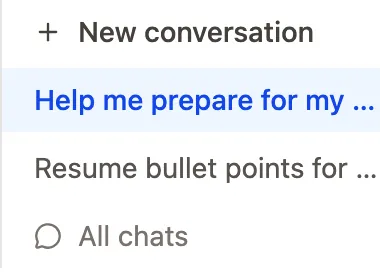 New conversation
Help me prepare for my ...
Resume bullet points for ...
All chats